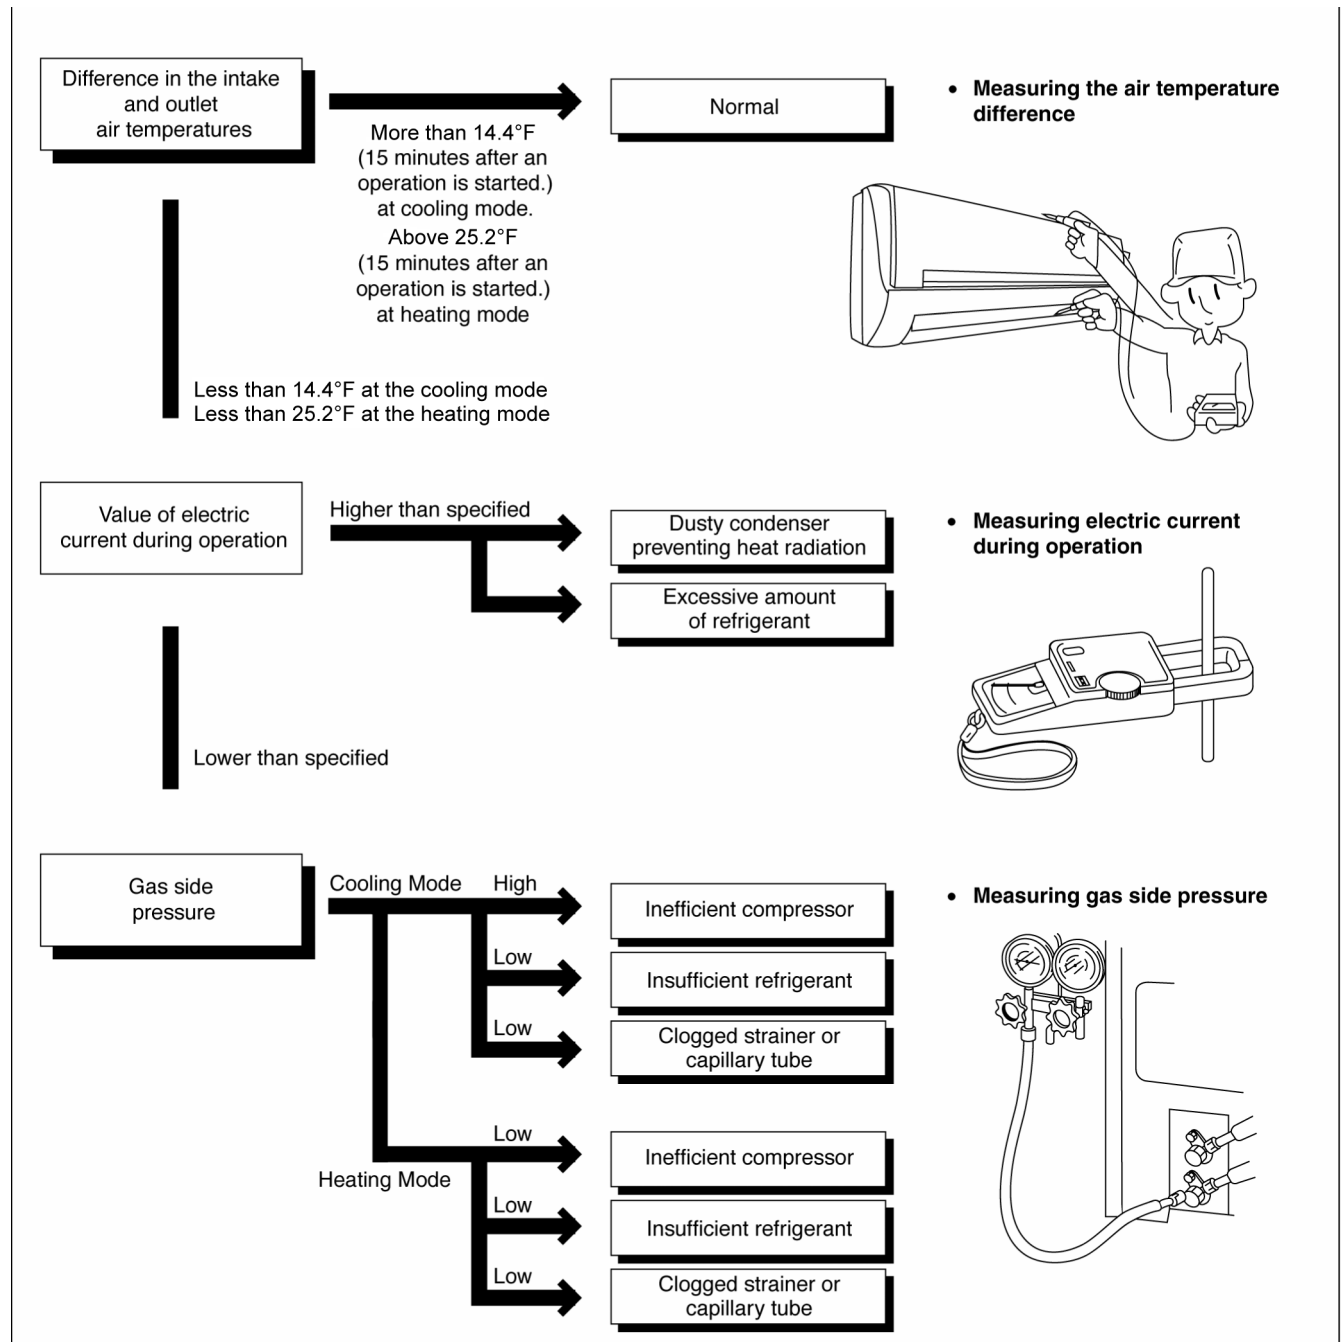 Difference in the intake
and outlet
air temperatures
More than 14.4°F
(15 minutes after an
operation is started.)
at cooling mode.
Above 25.2°F
(15 minutes after an
operation is started.)
at heating mode
Normal
• Measuring the air temperature
difference
Less than 14.4°F at the cooling mode
Less than 25.2°F at the heating mode
Value of electric
current during operation
Higher than specified
Dusty condenser
preventing heat radiation
Excessive amount
of refrigerant
• Measuring electric current
during operation
Lower than specified
Gas side
pressure
Cooling Mode
High
Inefficient compressor
Low
Insufficient refrigerant
Low
Clogged strainer or
capillary tube
Heating Mode
Low
Inefficient compressor
Low
Insufficient refrigerant
Low
Clogged strainer or
capillary tube
• Measuring gas side pressure